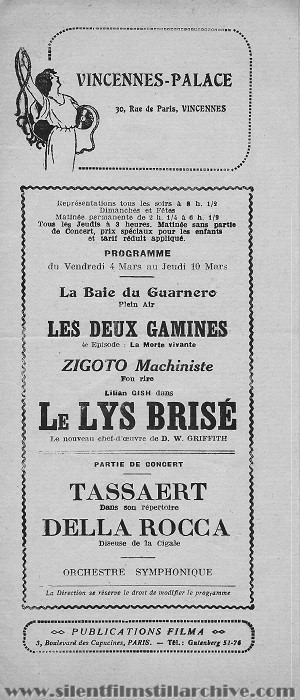 VINCENNES-PALACE
30, Rue de Paris, VINCENNES
Représentations tous les soirs à 8 h. 1/2
Dimanches et Fêtes
Matinée permanente de 2 h. 1/4 à 6 h. 1/2
Tous les Jeudis à 3 heures. Matinée sans partie
de Concert, prix spéciaux pour les enfants
et tarif réduit appliqué.
PROGRAMME
du Vendredi 4 Mars au Jeudi 10 Mars
La Baie du Guarnero
Plein Air
LES DEUX GAMINES
Episode : La Morte vivante
ZIGOTO Machiniste
Fou rire
Lilian GISH dans
LE LYS BRISÉ
Le nouveau chef-d'œuvre de D. W. GRIFFITH
PARTIE DE CONCERT
TASSAERT
Dans son répertoire
DELLA ROCCA
Diseuse de la Cigale
ORCHESTRE SYMPHONIQUE
La Direction se réserve le droit de modifier le programme
PUBLICATIONS FILMA
3, Boulevard des Capucines, PARIS. — Tél. : Gutenberg 51-76
www.silentfilmstillarchive.com